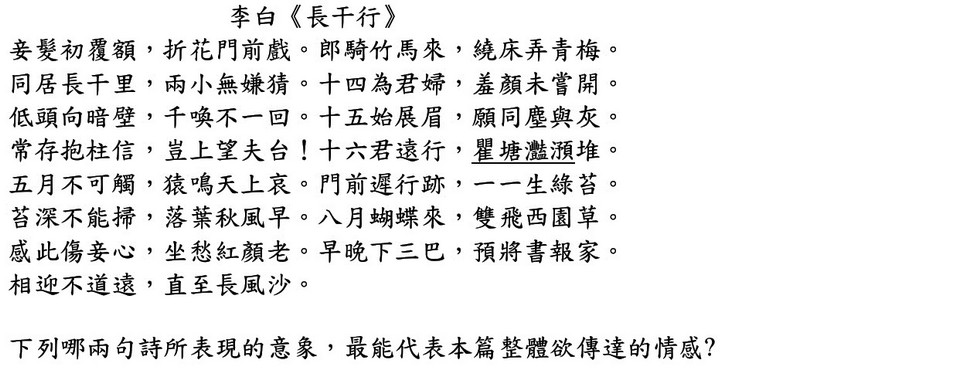 李白《長干行》
妾髮初覆額，折花門前戲。郎騎竹馬來，繞床弄青梅。
同居長干里，兩小無嫌猜。十四為君婦，羞顏未嘗開。
低頭向暗壁，千喚不一回。十五始展眉，願同塵與灰。
常存抱柱信，豈上望夫台！十六君遠行，瞿塘灩澦堆。
五月不可觸，猿鳴天上哀。門前遲行跡，一一生綠苔。
苔深不能掃，落葉秋風早。八月蝴蝶來，雙飛西園草。
感此傷妾心，坐愁紅顏老。早晚下三巴，預將書報家。
相迎不道遠，直至長風沙。
下列哪兩句詩所表現的意象，最能代表本篇整體欲傳達的情感?